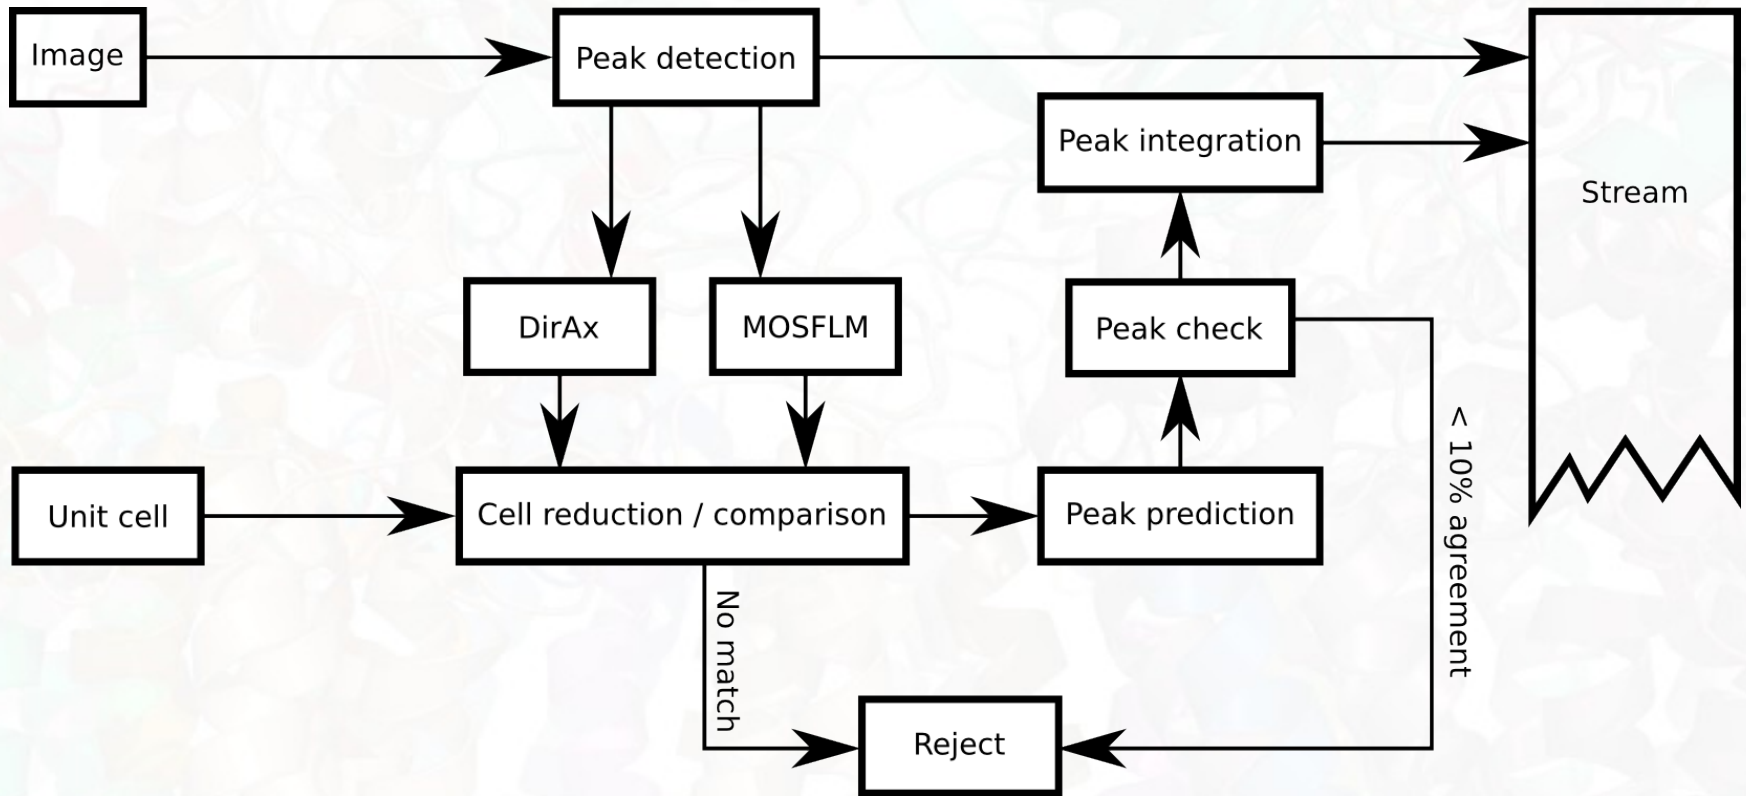 Image
Peak detection
Peak integration
Stream
DirAx
MOSFLM
Peak check
< 10% agreement
Unit cell
Cell reduction / comparison
Peak prediction
No match
Reject